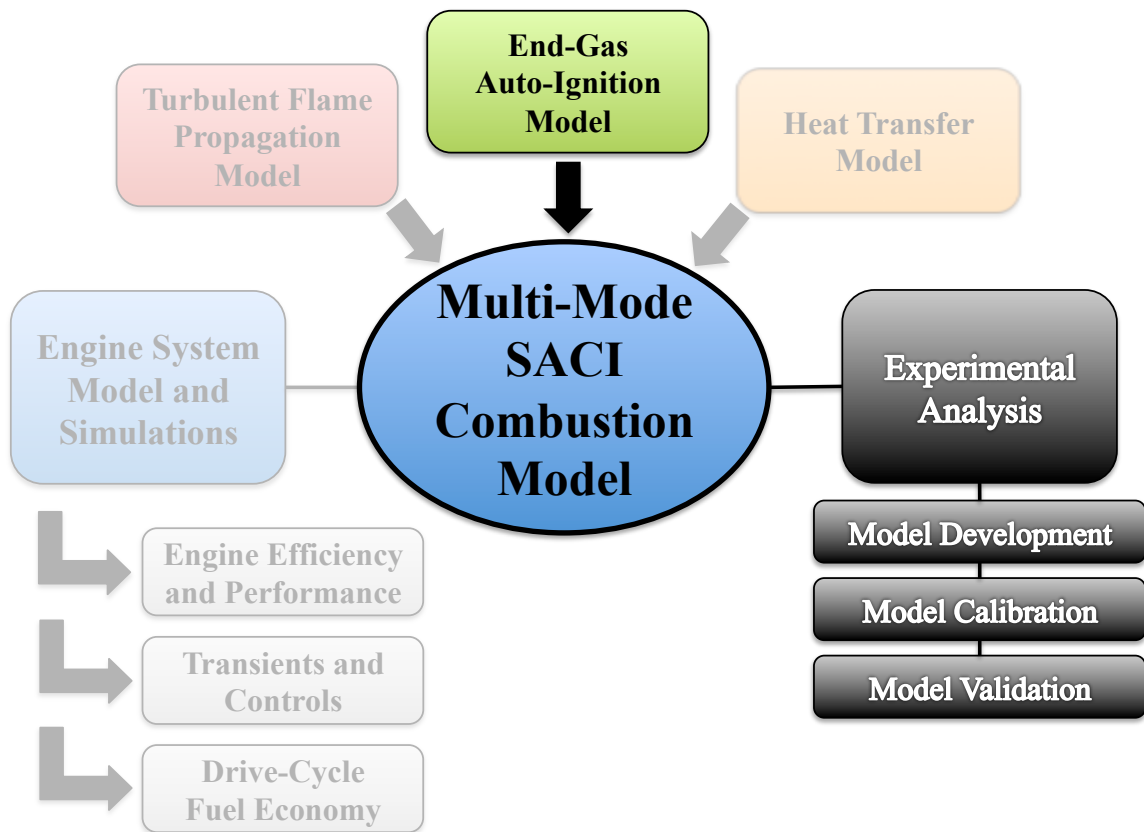 End-Gas
Auto-Ignition
Model
Turbulent Flame
Propagation
Model
Heat Transfer
Model
Multi-Mode
SACI
Combustion
Model
Engine System
Model and
Simulations
Experimental
Analysis
Engine Efficiency
and Performance
Transients and
Controls
Drive-Cycle
Fuel Economy
Model Development
Model Calibration
Model Validation